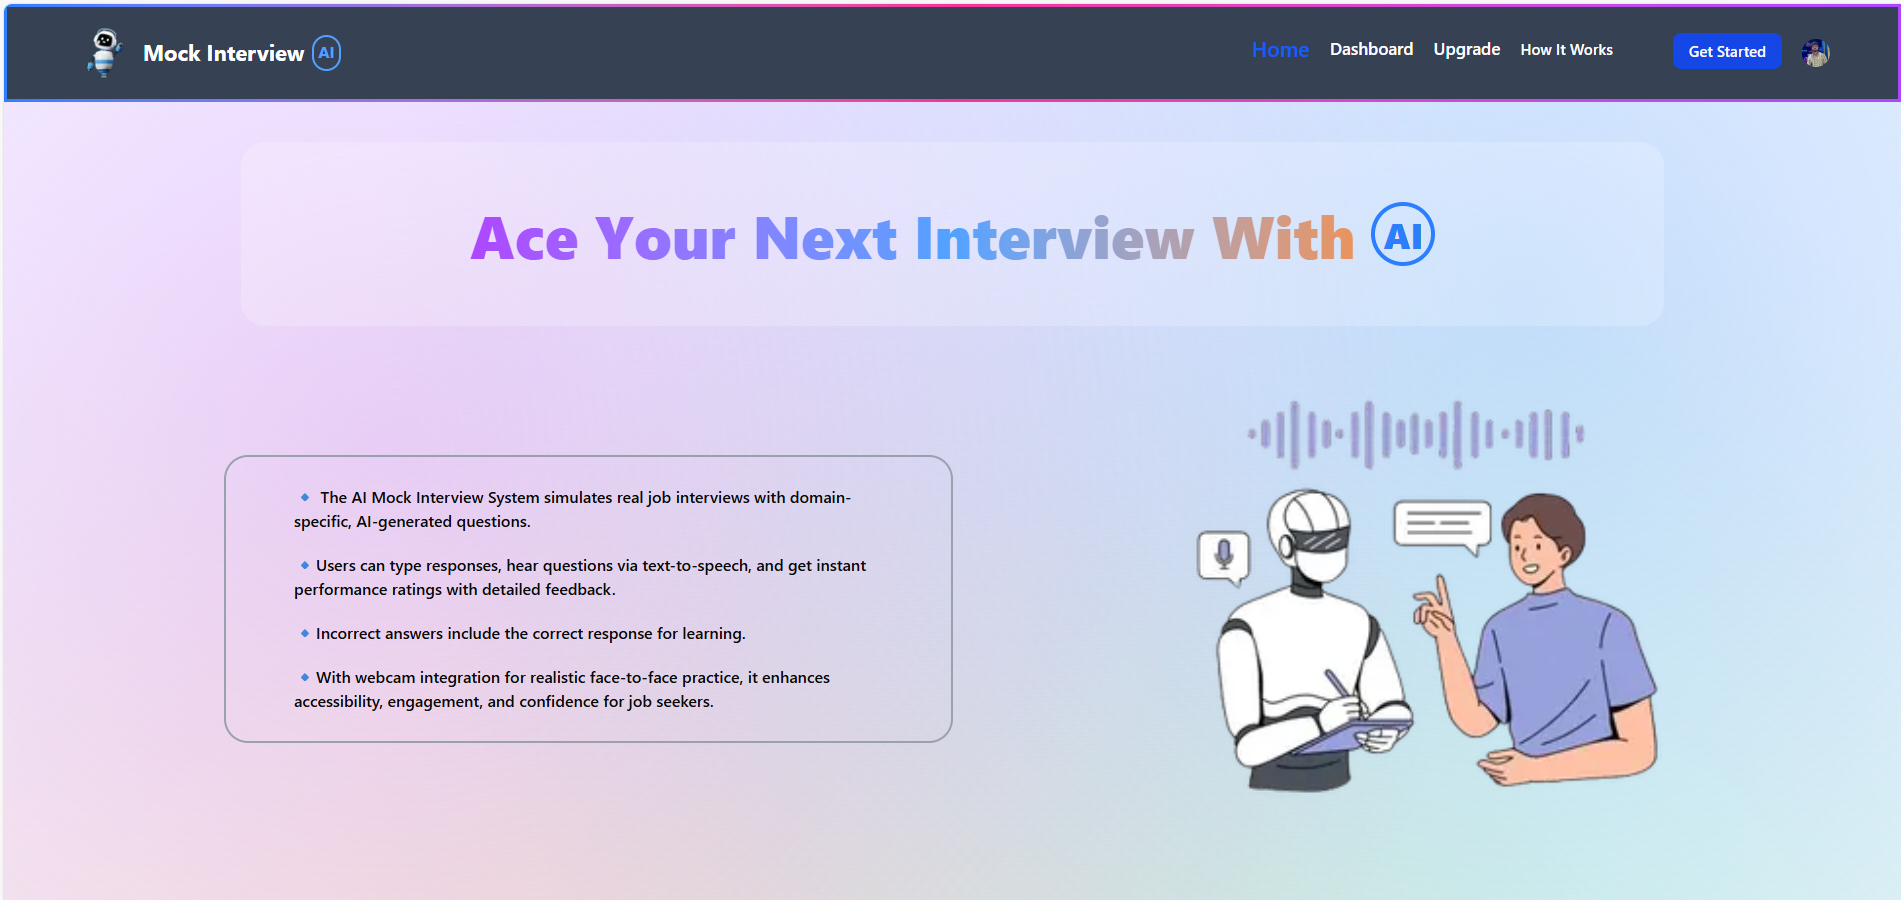 Mock Interview AI
Home Dashboard Upgrade How It Works Get Started
Ace Your Next Interview With AI
🔹 The AI Mock Interview System simulates real job interviews with domain-
specific, AI-generated questions.
🔹Users can type responses, hear questions via text-to-speech, and get instant
performance ratings with detailed feedback.
🔹Incorrect answers include the correct response for learning.
🔹With webcam integration for realistic face-to-face practice, it enhances
accessibility, engagement, and confidence for job seekers.